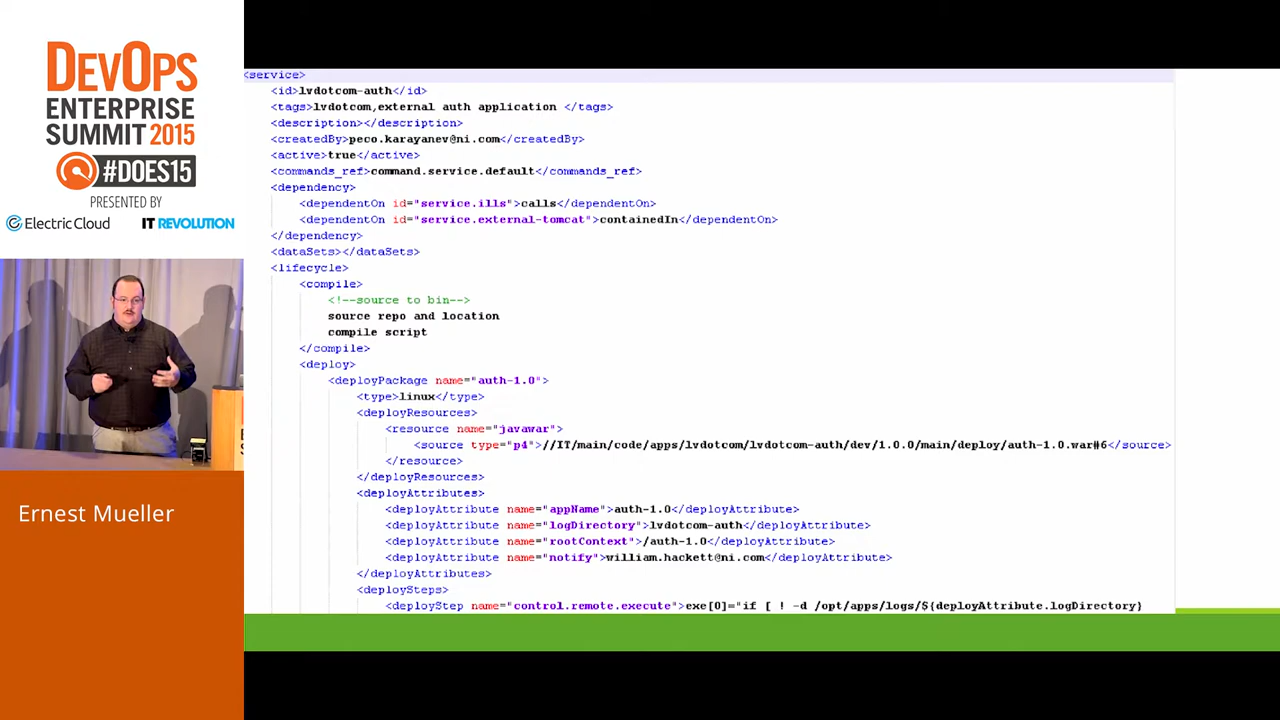 DevOps
ENTERPRISE
SUMMIT 2015
#DOES15
PRESENTED BY
Electric Cloud
IT REVOLUTION
Ernest Mueller
<service>
<id>lvdotcom-auth</id>
<tags>lvdotcom,external auth application </tags>
<description></description>
<createdBy>peco.karayanev@ni.com</createdBy>
<active>true</active>
<commands_ref>command.service.default</commands_ref>
<dependency>
<dependentOn id="service.ills">calls</dependentOn>
<dependentOn id="service.external-tomcat">containedIn</dependentOn>
</dependency>
<dataSets></dataSets>
<lifecycle>
<compile>
<!--source to bin-->
source repo and location
compile script
</compile>
<deploy>
<deployPackage name="auth-1.0">
<type>linux</type>
<deployResources>
<resource name="javawar">
<source type="p4">//IT/main/code/apps/lvdotcom/lvdotcom-auth/dev/1.0.0/main/deploy/auth-1.0.war#6</source>
</resource>
</deployResources>
<deployAttributes>
<deployAttribute name="appName">auth-1.0</deployAttribute>
<deployAttribute name="logDirectory">lvdotcom-auth</deployAttribute>
<deployAttribute name="rootContext">/auth-1.0</deployAttribute>
<deployAttribute name="notify">william.hackett@ni.com</deployAttribute>
</deployAttributes>
<deploySteps>
<deployStep name="control.remote.execute">exe[0]="if [ ! -d /opt/apps/logs/${deployAttribute.logDirectory}